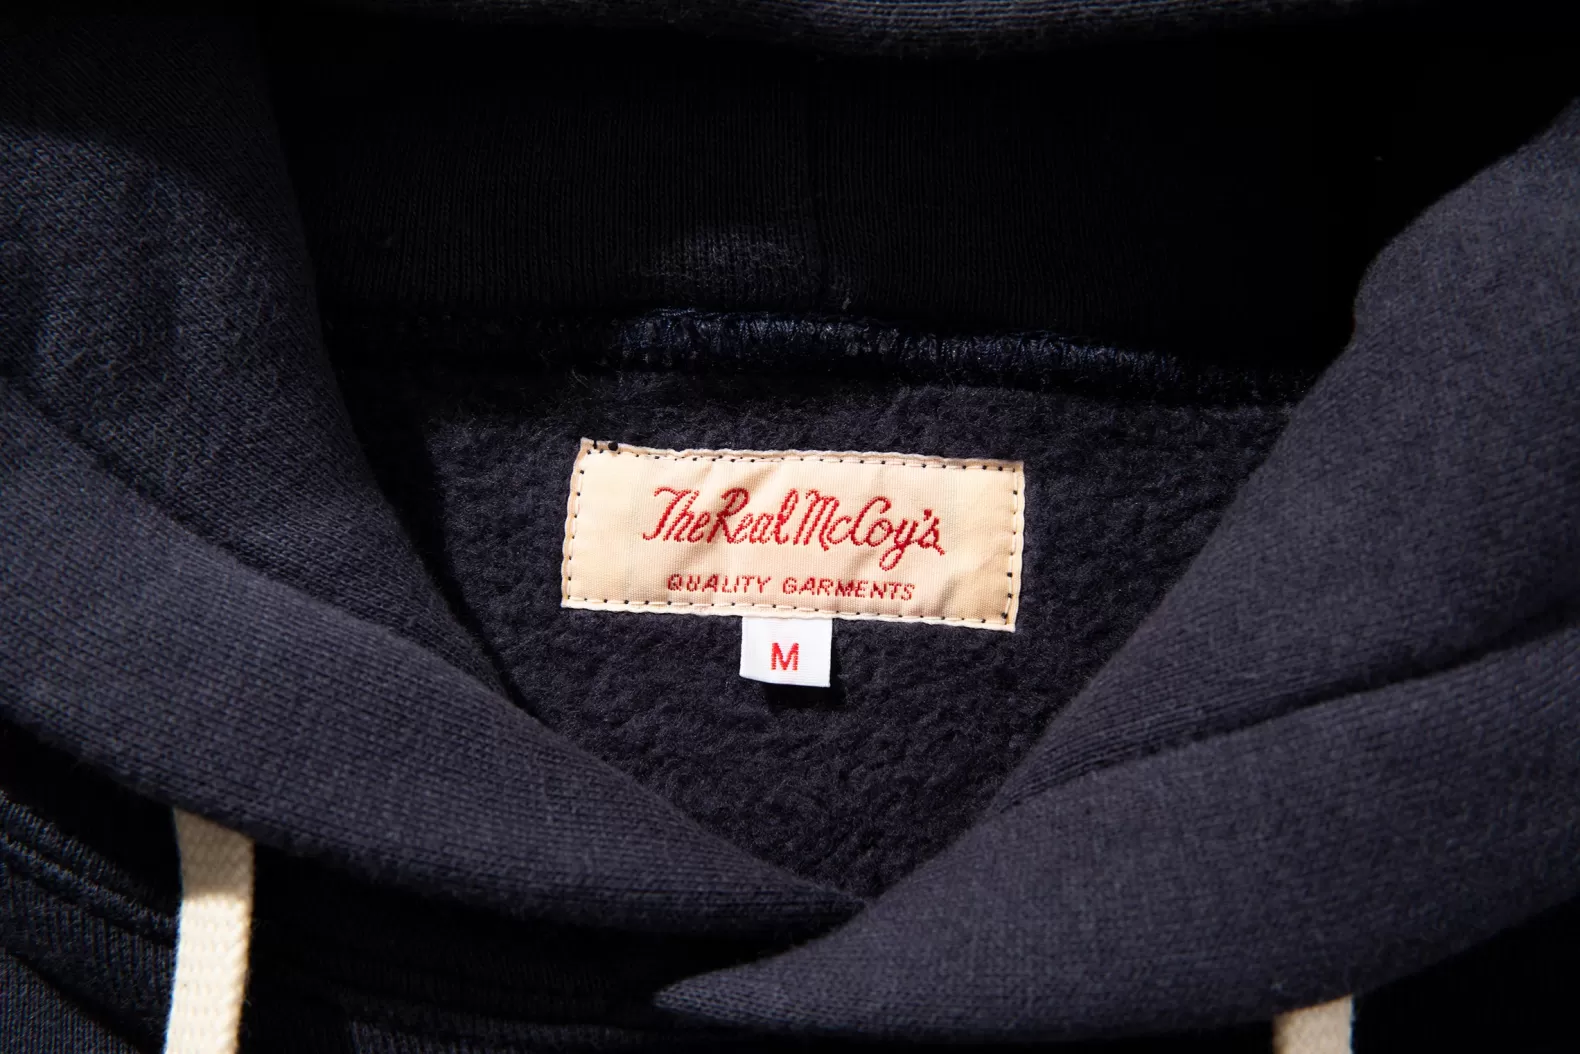 The Real McCoy's
QUALITY GARMENTS
M